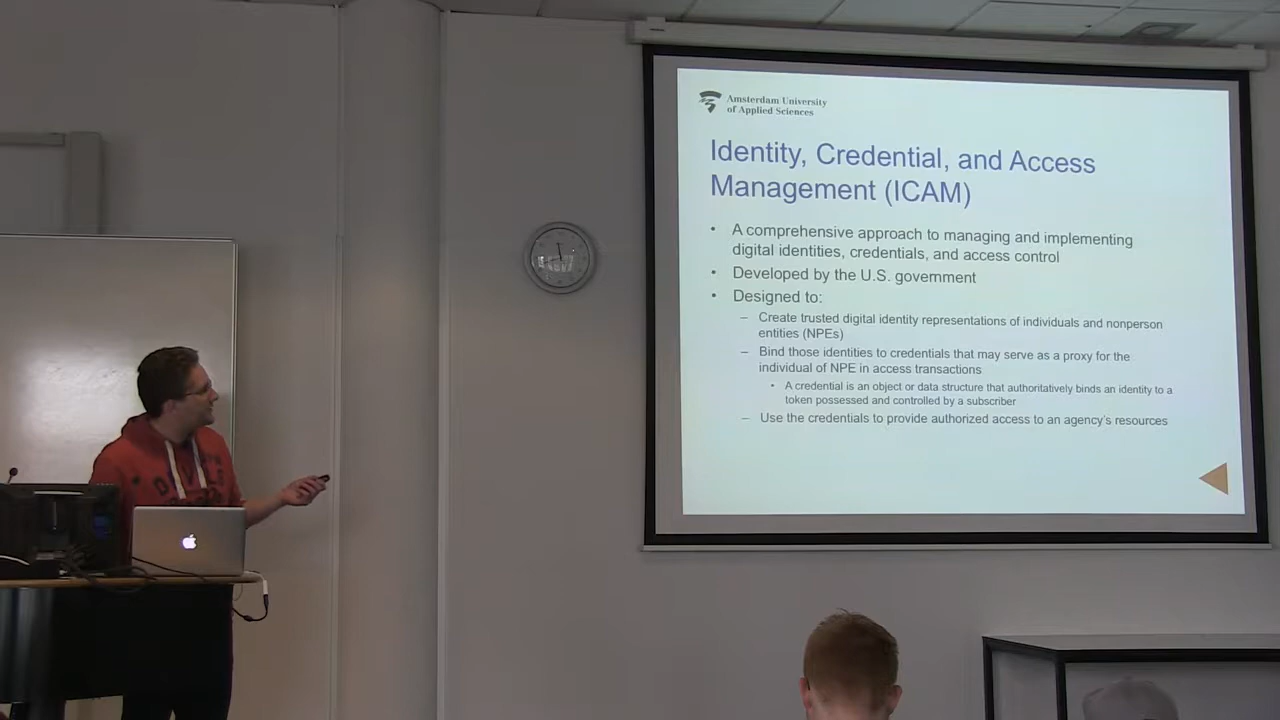 Amsterdam University
of Applied Sciences
Identity, Credential, and Access
Management (ICAM)
• A comprehensive approach to managing and implementing
digital identities, credentials, and access control
• Developed by the U.S. government
• Designed to:
– Create trusted digital identity representations of individuals and nonperson
entities (NPEs)
– Bind those identities to credentials that may serve as a proxy for the
individual of NPE in access transactions
• A credential is an object or data structure that authoritatively binds an identity to a
token possessed and controlled by a subscriber
– Use the credentials to provide authorized access to an agency's resources